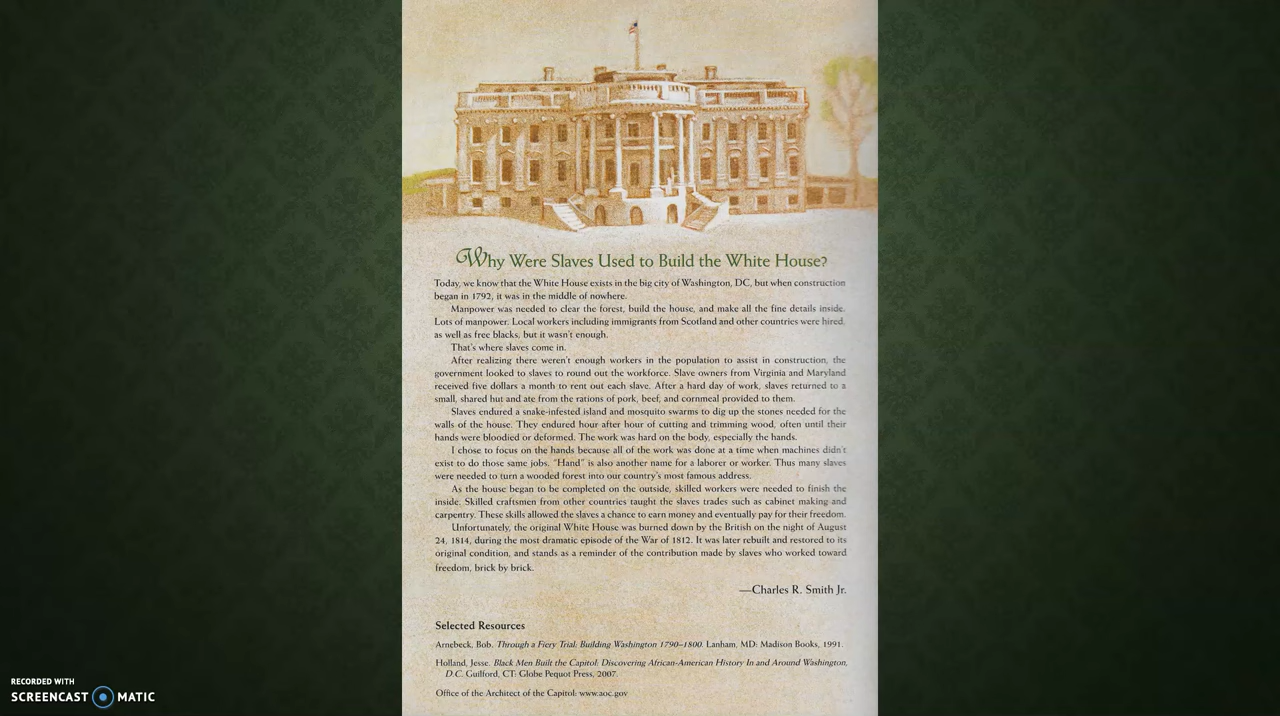 Why Were Slaves Used to Build the White House?
Today, we know that the White House exists in the big city of Washington, DC, but when construction
began in 1792, it was in the middle of nowhere.
Manpower was needed to clear the forest, build the house, and make all the fine details inside.
Lots of manpower. Local workers including immigrants from Scotland and other countries were hired,
as well as free blacks, but it wasn't enough.
That's where slaves come in.
After realizing there weren't enough workers in the population to assist in construction, the
government looked to slaves to round out the workforce. Slave owners from Virginia and Maryland
received five dollars a month to rent out each slave. After a hard day of work, slaves returned to a
small, shared hut and ate from the rations of pork, beef, and cornmeal provided to them.
Slaves endured a snake-infested island and mosquito swarms to dig up the stones needed for the
walls of the house. They endured hour after hour of cutting and trimming wood, often until their
hands were bloodied or deformed. The work was hard on the body, especially the hands.
I chose to focus on the hands because all of the work was done at a time when machines didn't
exist to do those same jobs. "Hand" is also another name for a laborer or worker. Thus many slaves
were needed to turn a wooded forest into our country's most famous address.
As the house began to be completed on the outside, skilled workers were needed to finish the
inside. Skilled craftsmen from other countries taught the slaves trades such as cabinet making and
carpentry. These skills allowed the slaves a chance to earn money and eventually pay for their freedom.
Unfortunately, the original White House was burned down by the British on the night of August
24, 1814, during the most dramatic episode of the War of 1812. It was later rebuilt and restored to its
original condition, and stands as a reminder of the contribution made by slaves who worked toward
freedom, brick by brick.
—Charles R. Smith Jr.
Selected Resources
Arnebeck, Bob. Through a Fiery Trial: Building Washington 1790–1800. Lanham, MD: Madison Books, 1991.
Holland, Jesse. Black Men Built the Capitol: Discovering African-American History In and Around Washington,
D.C. Guilford, CT: Globe Pequot Press, 2007.
Office of the Architect of the Capitol: www.aoc.gov
RECORDED WITH
SCREENCAST MATIC